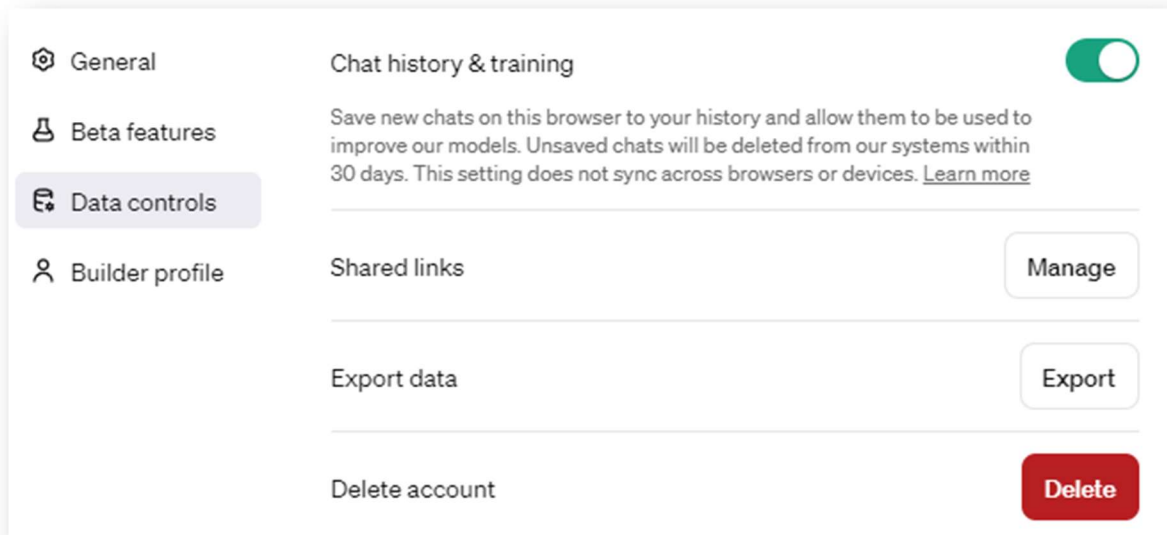 General
Beta features
Data controls
Builder profile
Chat history & training
Save new chats on this browser to your history and allow them to be used to
improve our models. Unsaved chats will be deleted from our systems within
30 days. This setting does not sync across browsers or devices. Learn more
Shared links
Manage
Export data
Export
Delete account
Delete